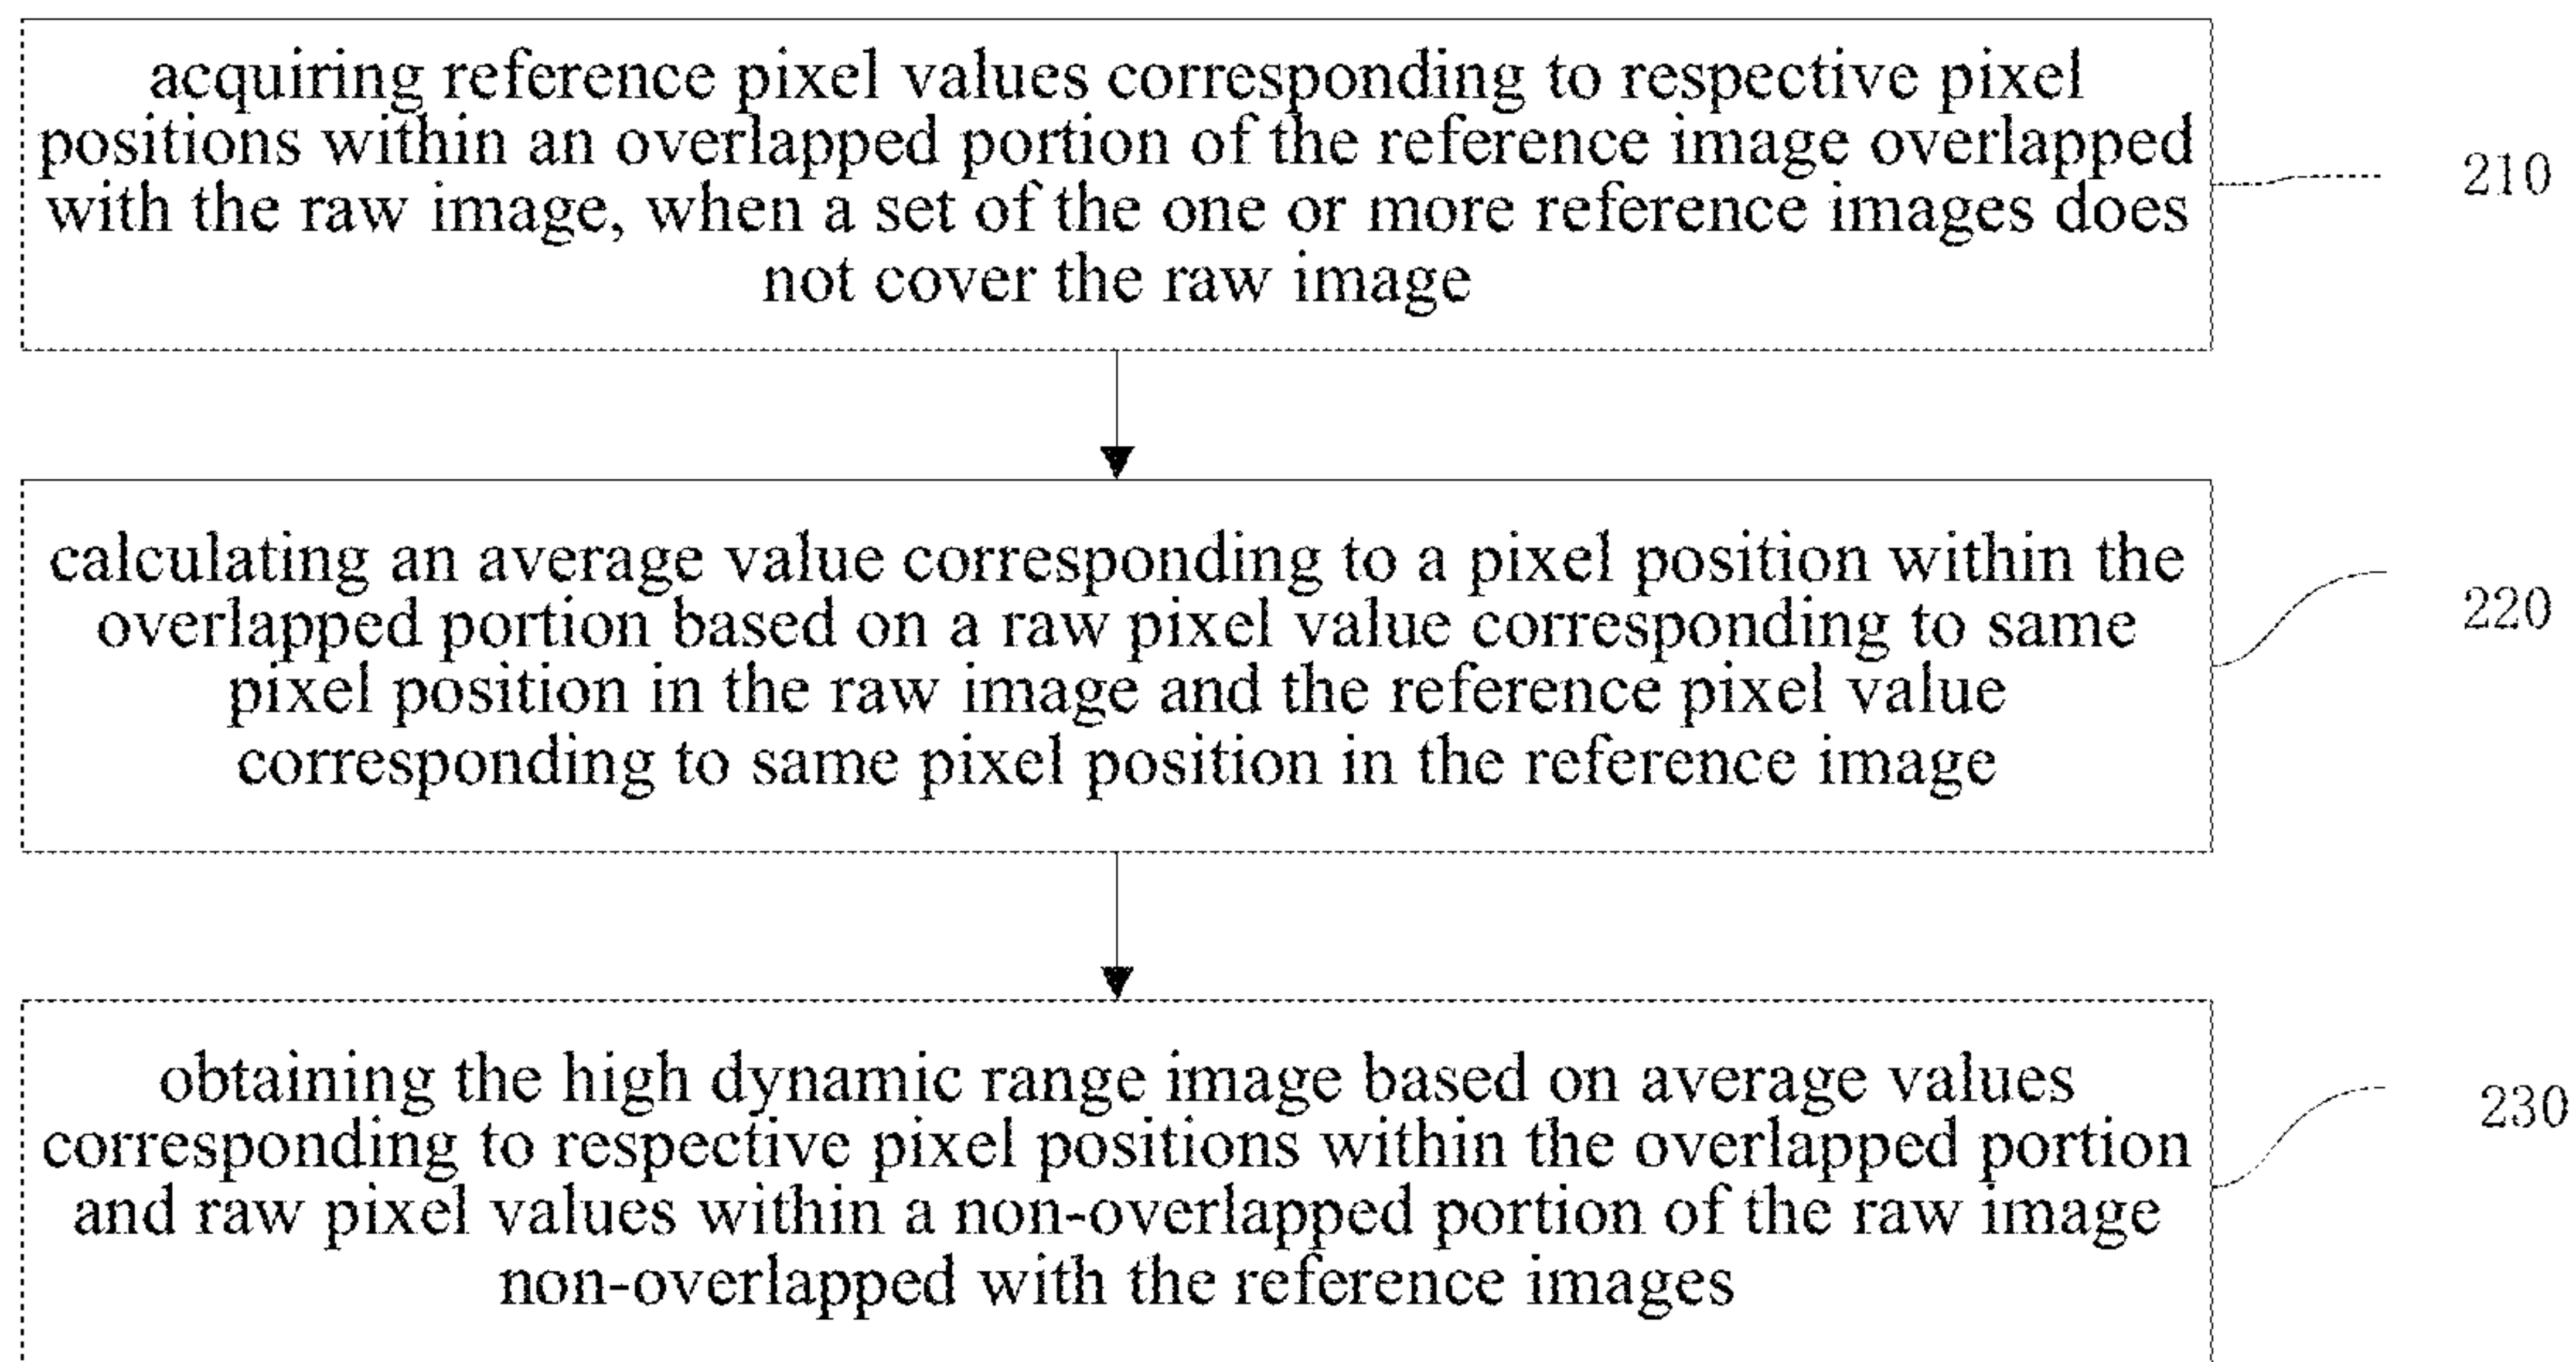 acquiring reference pixel values corresponding to respective pixel
positions within an overlapped portion of the reference image overlapped
with the raw image, when a set of the one or more reference images does
not cover the raw image
210
calculating an average value corresponding to a pixel position within the
overlapped portion based on a raw pixel value corresponding to same
pixel position in the raw image and the reference pixel value
corresponding to same pixel position in the reference image
220
obtaining the high dynamic range image based on average values
corresponding to respective pixel positions within the overlapped portion
and raw pixel values within a non-overlapped portion of the raw image
non-overlapped with the reference images
230